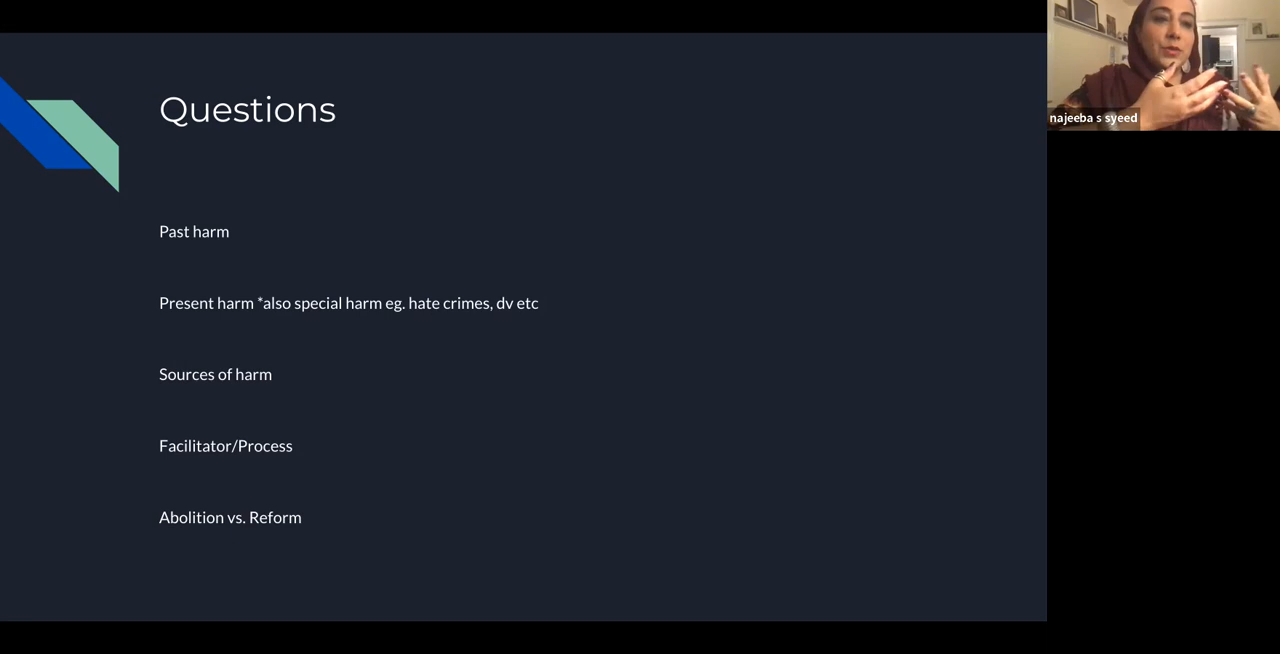 Questions
najeeba s syeed
Past harm
Present harm *also special harm eg. hate crimes, dv etc
Sources of harm
Facilitator/Process
Abolition vs. Reform